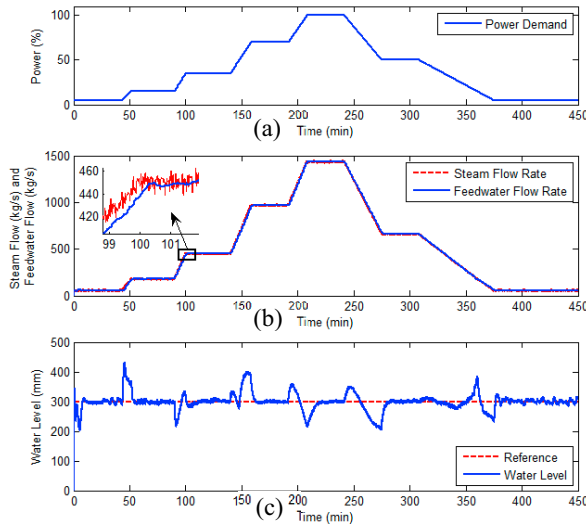 100
50
0
Power (%)
Power Demand
0 50 100 150 200 250 300 350 400 450
Time (min)
(a)
1500
1000
500
0
Steam Flow (kg/s) and
Feedwater Flow (kg/s)
460
440
420
99 100 101
Steam Flow Rate
Feedwater Flow Rate
0 50 100 150 200 250 300 350 400 450
Time (min)
(b)
500
400
300
200
100
0
Water Level (mm)
Reference
Water Level
0 50 100 150 200 250 300 350 400 450
Time (min)
(c)